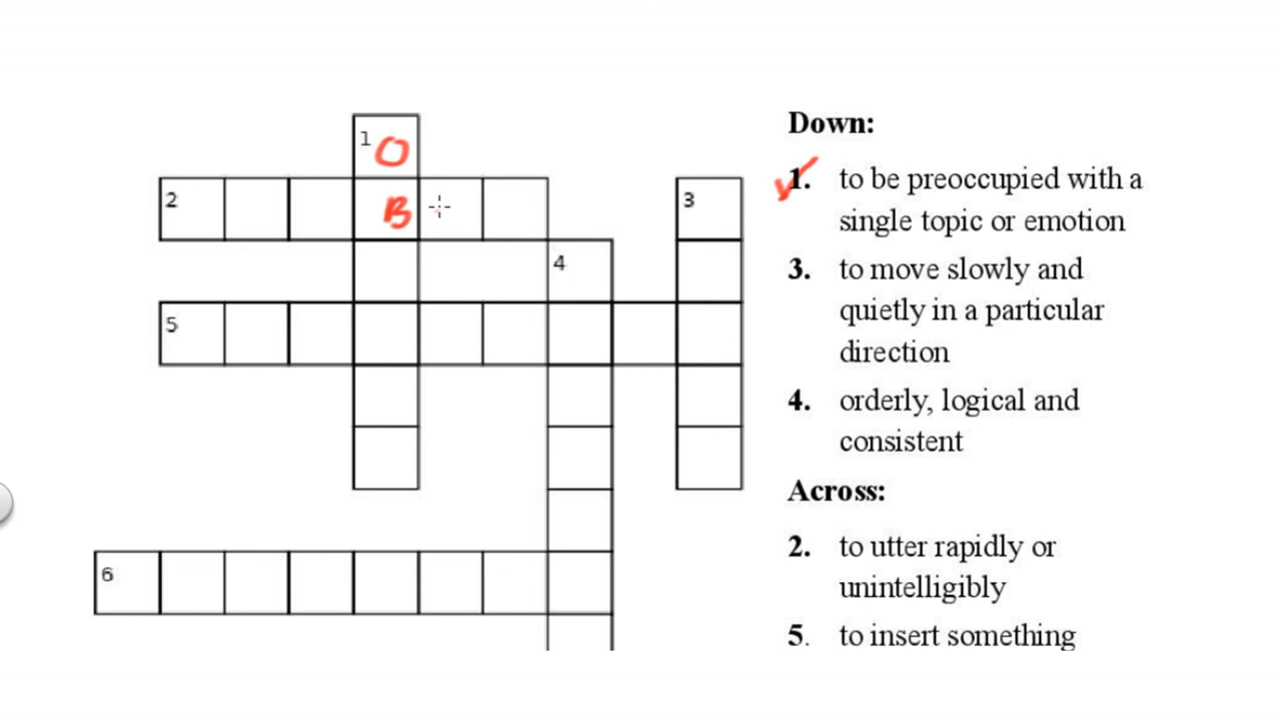 1 O
2 B 3
4
5
6
Down:
1. to be preoccupied with a
single topic or emotion
3. to move slowly and
quietly in a particular
direction
4. orderly, logical and
consistent
Across:
2. to utter rapidly or
unintelligibly
5. to insert something